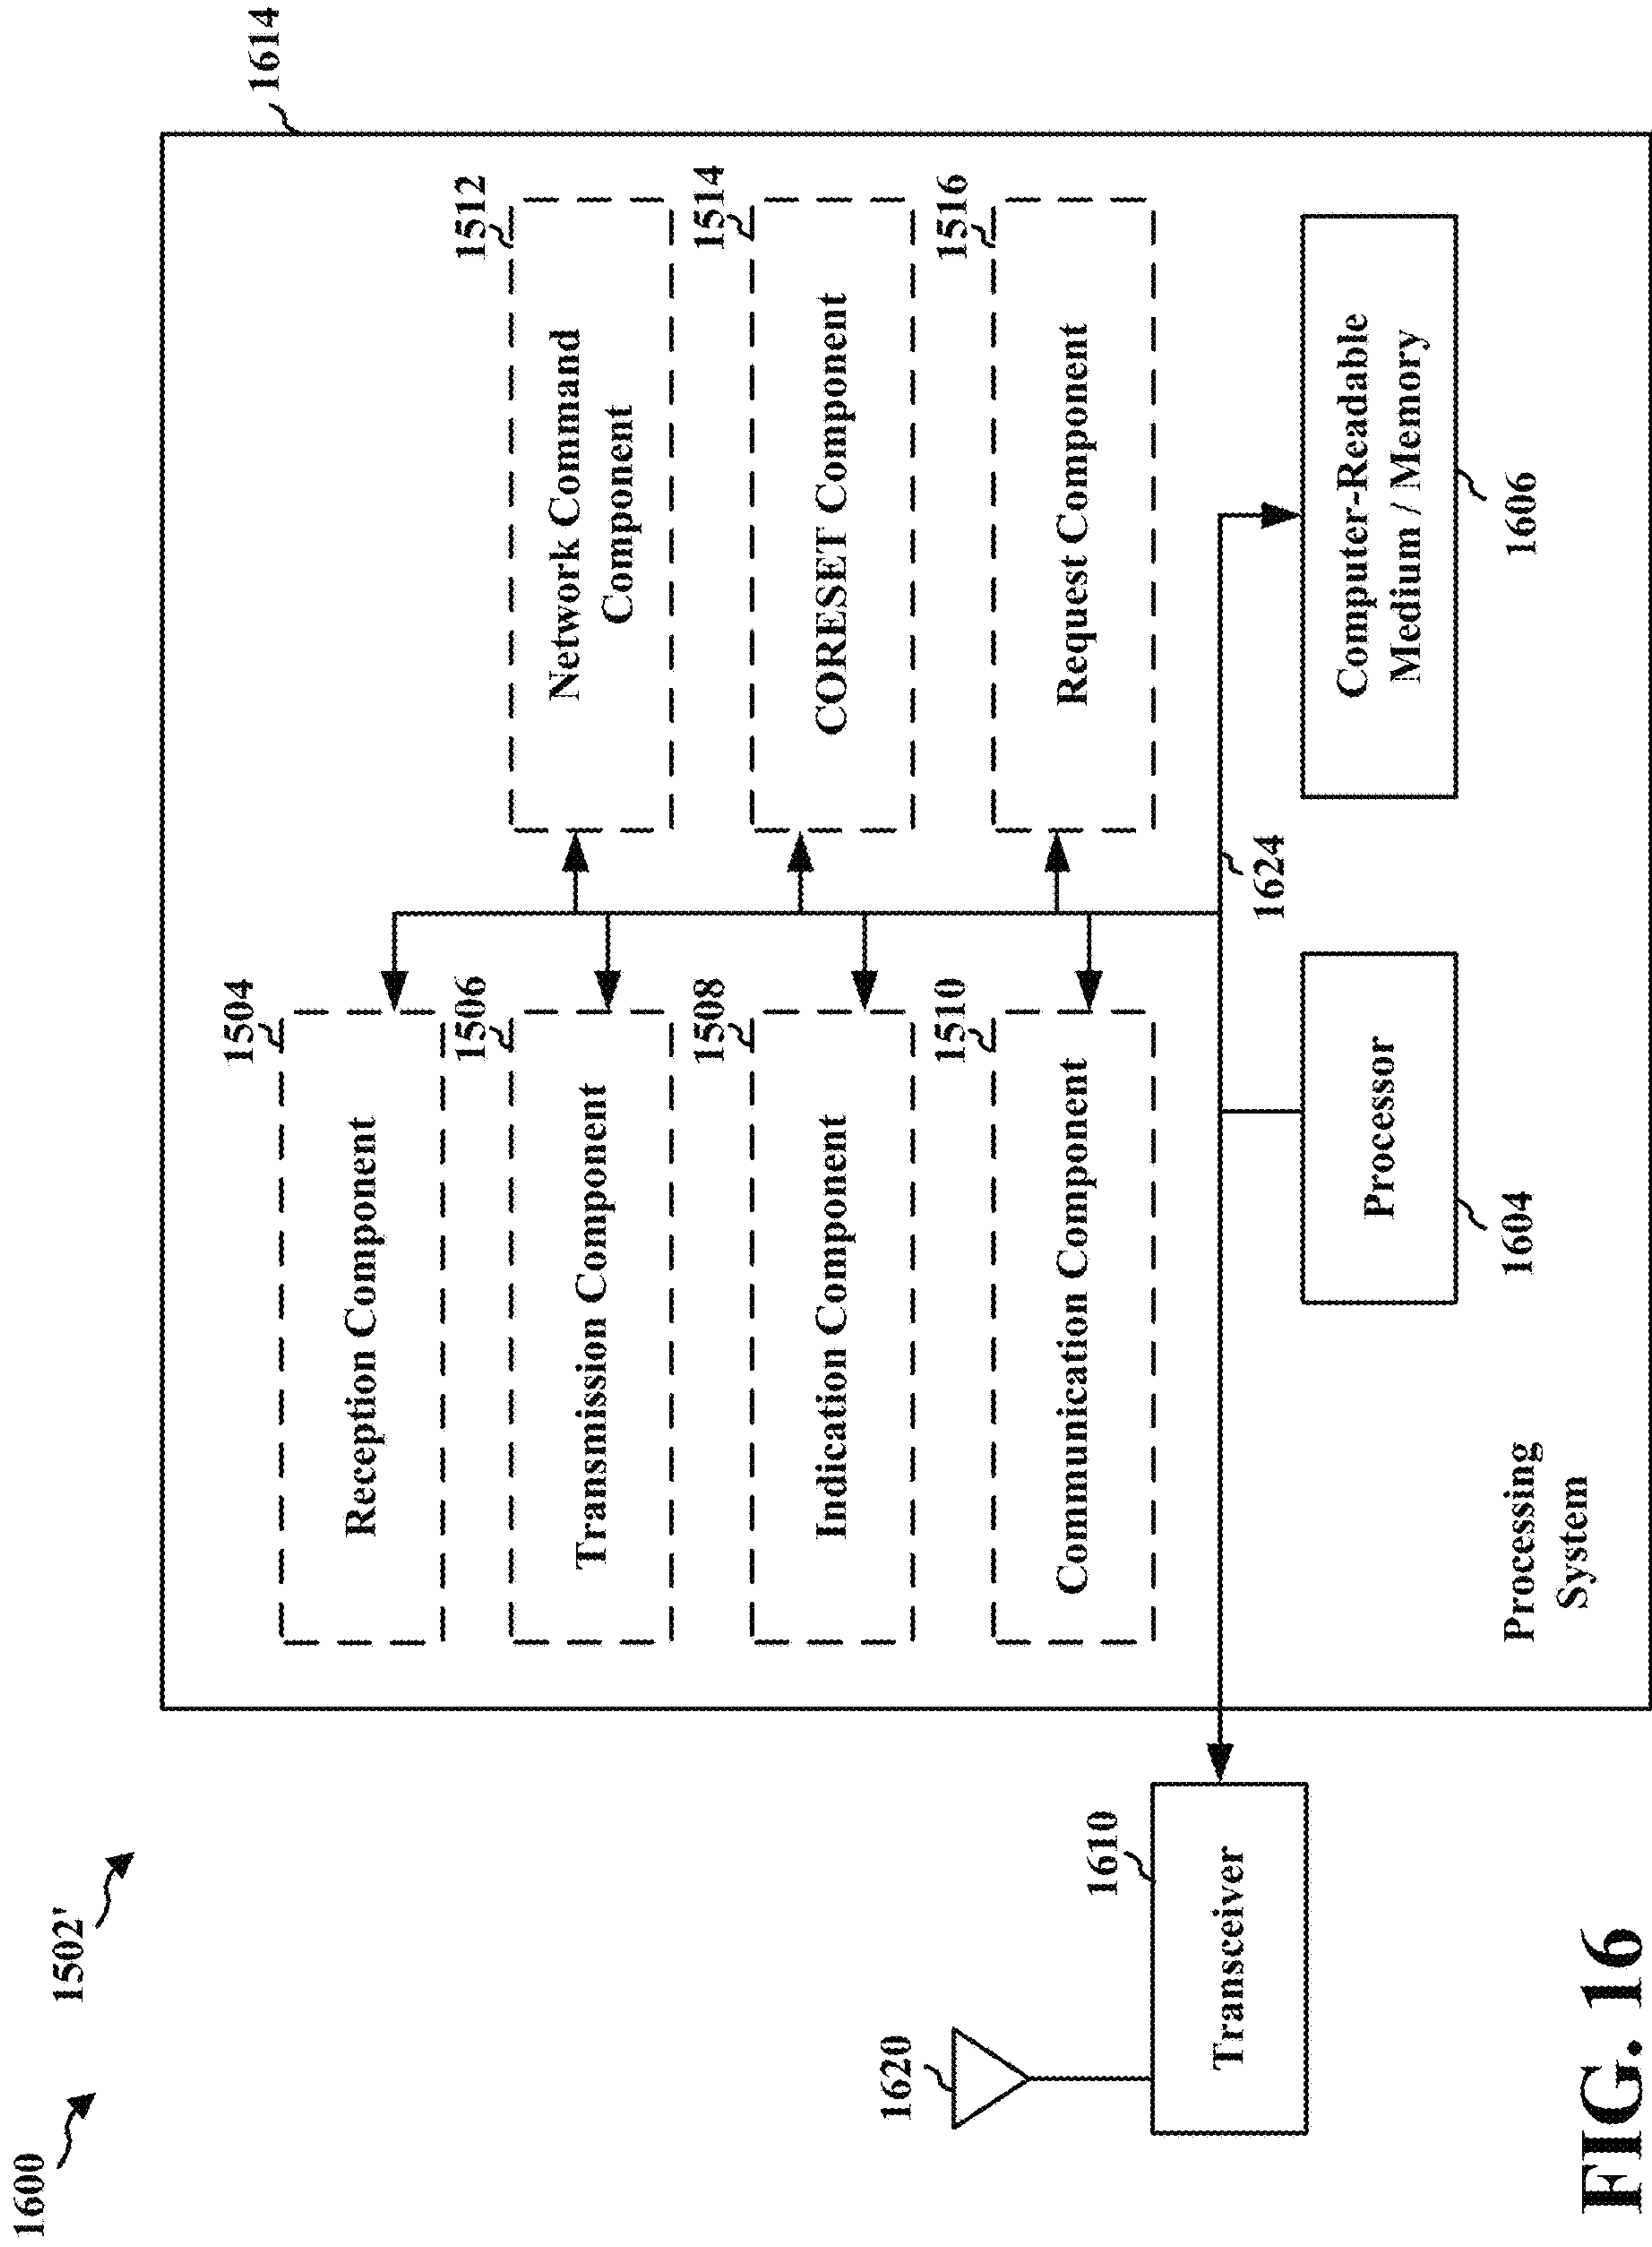 1600
1502'
1614
1504
Reception Component
1506
Transmission Component
1512
Network Command
Component
1508
Indication Component
1514
CORESET Component
1510
Communication Component
1516
Request Component
1620
1610
Transceiver
1624
Processor
1604
Computer-Readable
Medium / Memory
1606
Processing
System
FIG. 16